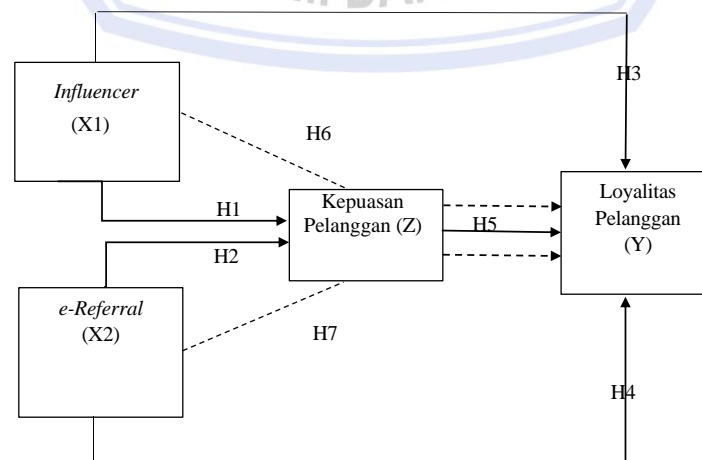 H3
Influencer
(X1)
H6
Kepuasan
Pelanggan (Z)
Loyalitas
Pelanggan
(Y)
H1
H5
H2
e-Referral
(X2)
H7
H4